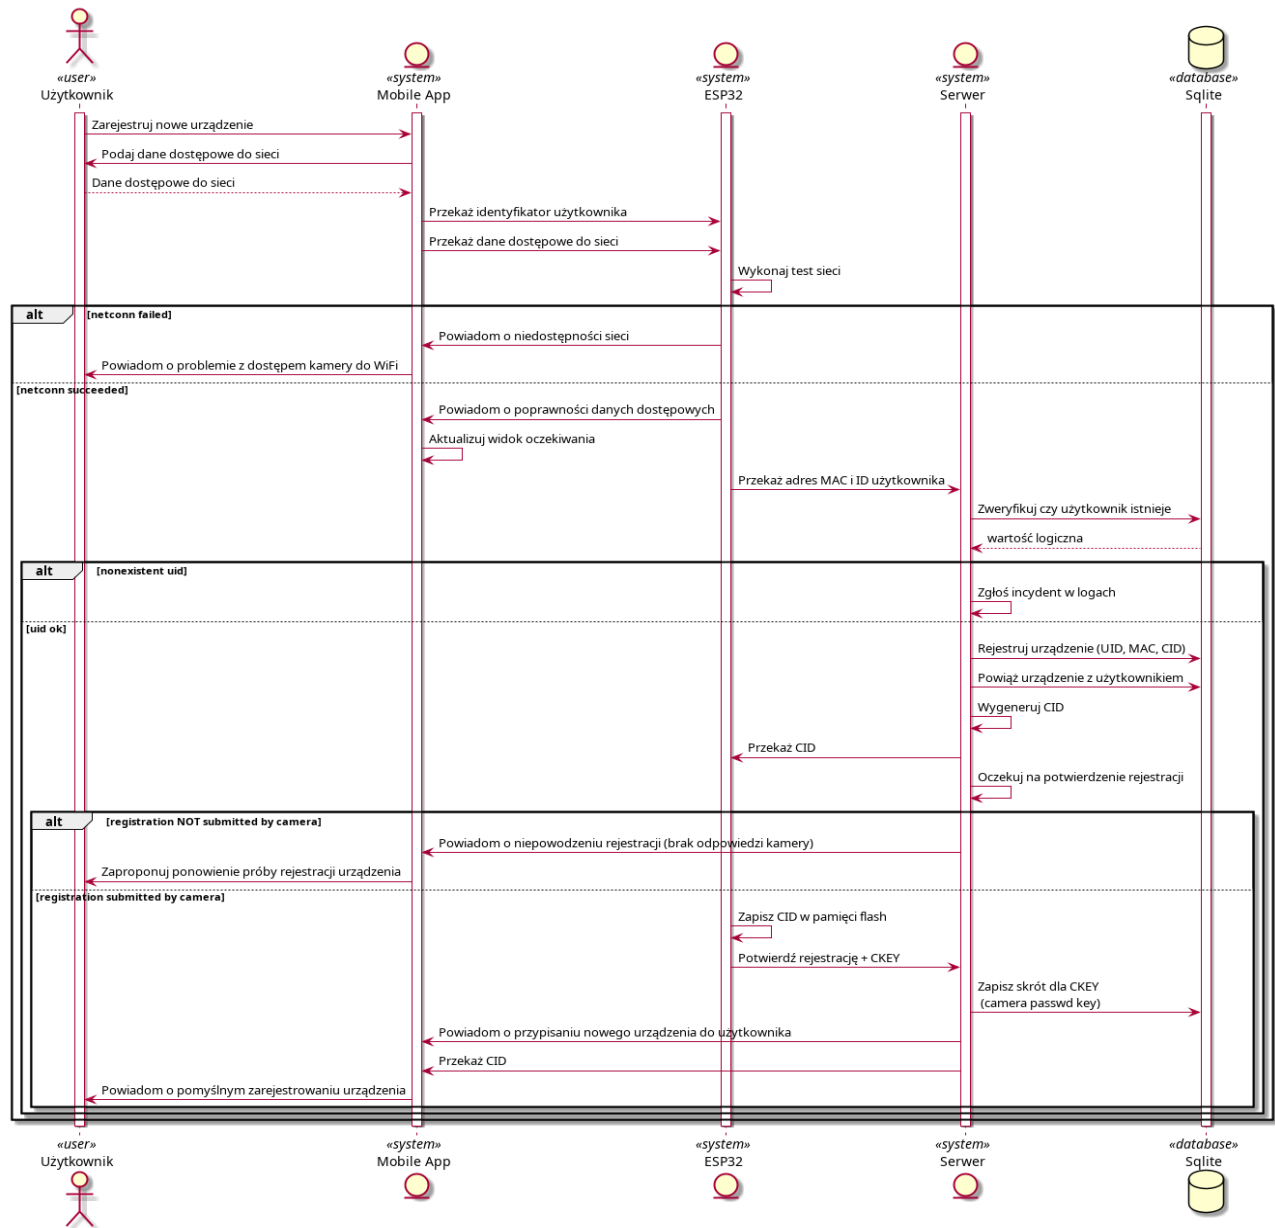 «user»
Użytkownik
«system»
Mobile App
«system»
ESP32
«system»
Serwer
«database»
Sqlite
Zarejestruj nowe urządzenie
Podaj dane dostępowe do sieci
Dane dostępowe do sieci
Przekaż identyfikator użytkownika
Przekaż dane dostępowe do sieci
Wykonaj test sieci
alt [netconn failed]
Powiadom o niedostępności sieci
Powiadom o problemie z dostępem kamery do WiFi
[netconn succeeded]
Powiadom o poprawności danych dostępowych
Aktualizuj widok oczekiwania
Przekaż adres MAC i ID użytkownika
Zweryfikuj czy użytkownik istnieje
wartość logiczna
alt [nonexistent uid]
Zgłoś incydent w logach
[uid ok]
Rejestruj urządzenie (UID, MAC, CID)
Powiąż urządzenie z użytkownikiem
Wygeneruj CID
Przekaż CID
Oczekuj na potwierdzenie rejestracji
alt [registration NOT submitted by camera]
Powiadom o niepowodzeniu rejestracji (brak odpowiedzi kamery)
Zaproponuj ponowienie próby rejestracji urządzenia
[registration submitted by camera]
Zapisz CID w pamięci flash
Potwierdź rejestrację + CKEY
Zapisz skrót dla CKEY
(camera passwd key)
Powiadom o przypisaniu nowego urządzenia do użytkownika
Przekaż CID
Powiadom o pomyślnym zarejestrowaniu urządzenia
«user»
Użytkownik
«system»
Mobile App
«system»
ESP32
«system»
Serwer
«database»
Sqlite